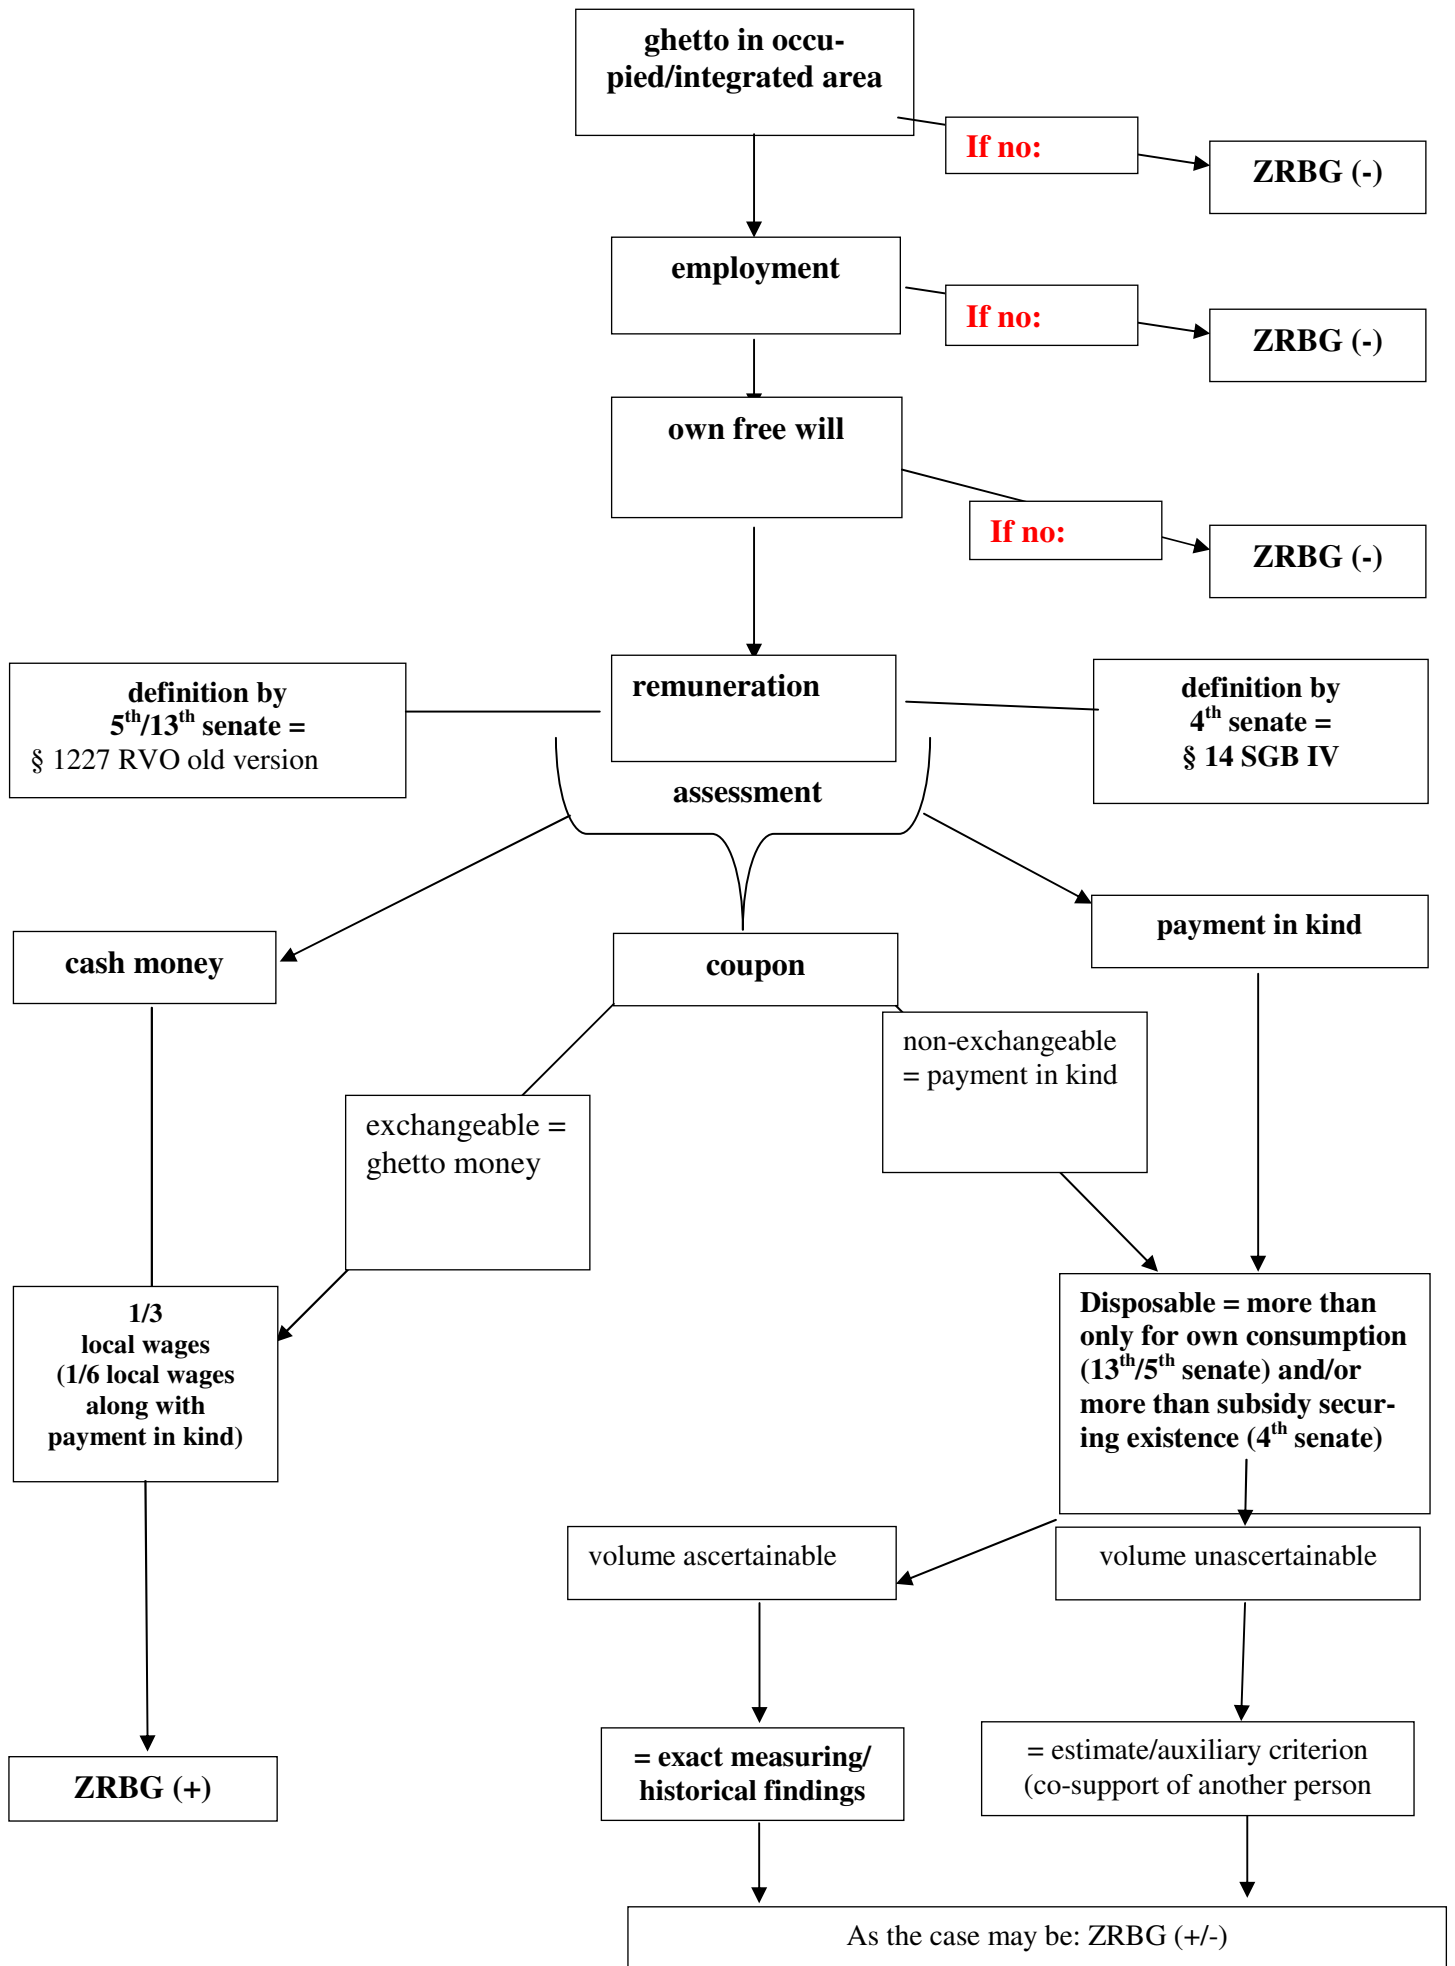 ghetto in occu-
pied/integrated area
If no:
ZRBG (-)
employment
If no:
ZRBG (-)
own free will
If no:
ZRBG (-)
definition by
5th/13th senate =
§ 1227 RVO old version
remuneration
definition by
4th senate =
§ 14 SGB IV
assessment
cash money
coupon
payment in kind
exchangeable =
ghetto money
non-exchangeable
= payment in kind
1/3
local wages
(1/6 local wages
along with
payment in kind)
Disposable = more than
only for own consumption
(13th/5th senate) and/or
more than subsidy secur-
ing existence (4th senate)
volume ascertainable
volume unascertainable
ZRBG (+)
= exact measuring/
historical findings
= estimate/auxiliary criterion
(co-support of another person
As the case may be: ZRBG (+/-)